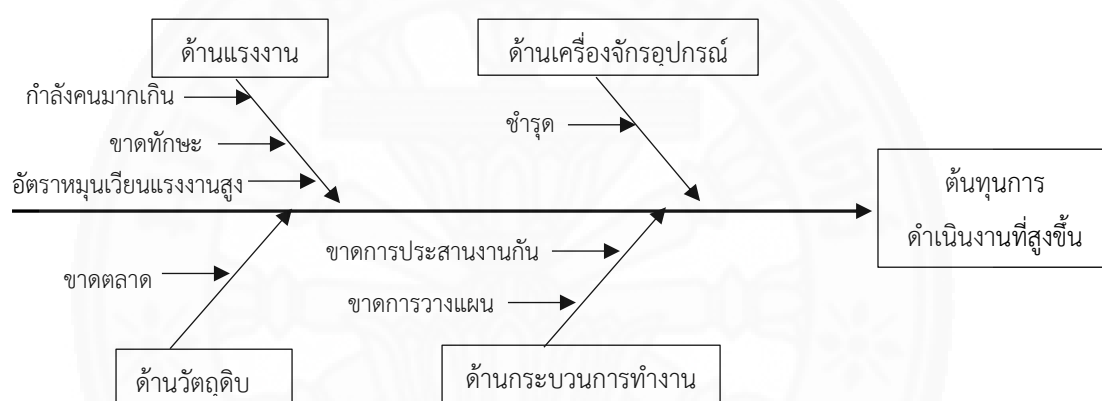 ด้านแรงงาน
ด้านเครื่องจักรอุปกรณ์
กำลังคนมากเกิน
ชำรุด
ขาดทักษะ
อัตราหมุนเวียนแรงงานสูง
ต้นทุนการ
ดำเนินงานที่สูงขึ้น
ขาดการประสานงานกัน
ขาดตลาด
ขาดการวางแผน
ด้านวัตถุดิบ
ด้านกระบวนการทำงาน